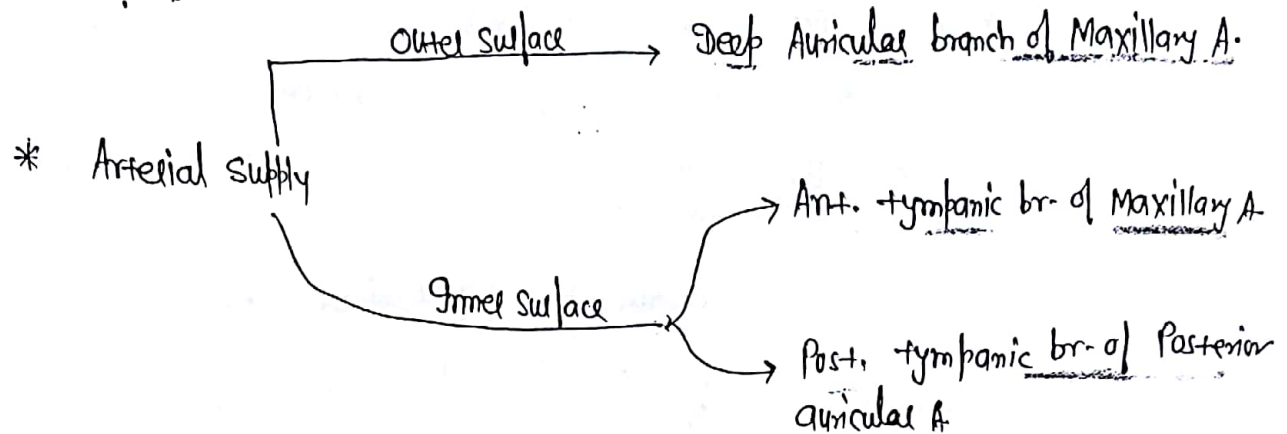 Outer surface
Deep Auricular branch of Maxillary A.
* Arterial supply
Ant. tympanic br. of Maxillary A
Inner surface
Post. tympanic br. of Posterior
auricular A